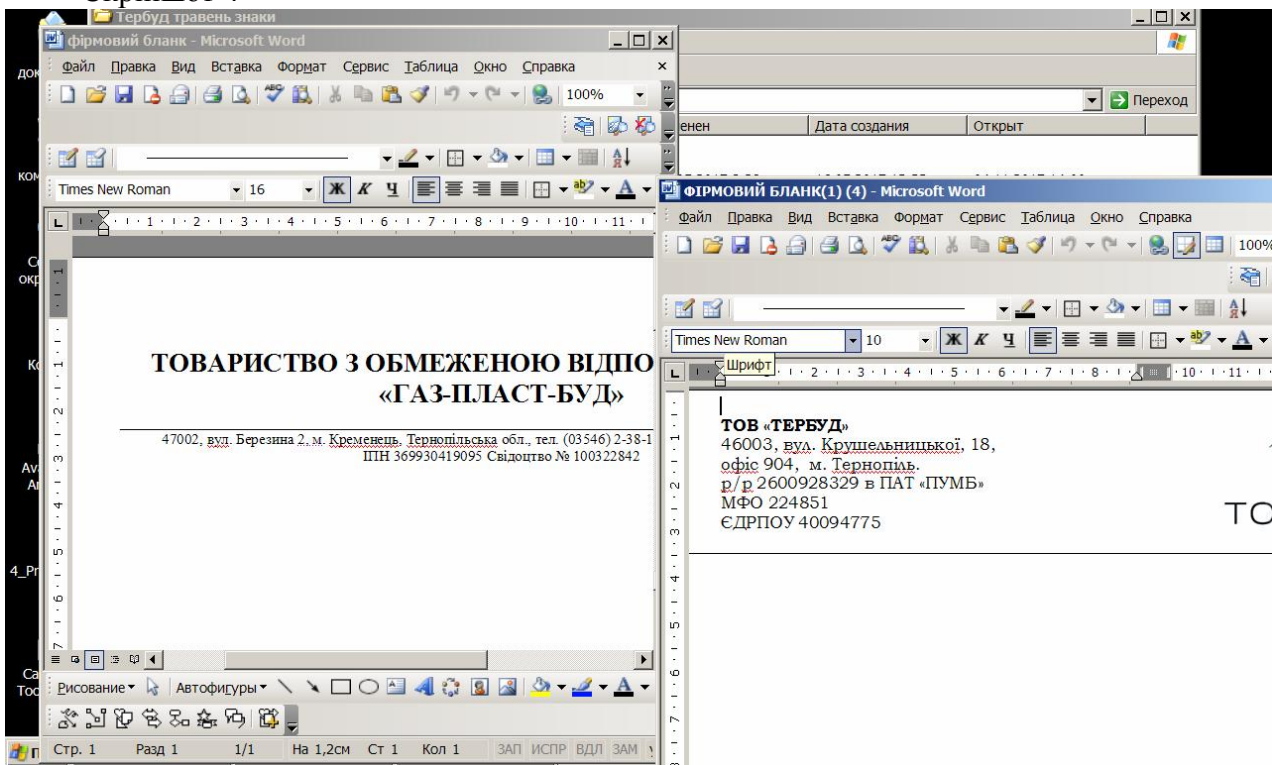 Тербуд травень знаки
фірмовий бланк - Microsoft Word
Файл Правка Вид Вставка Формат Сервис Таблица Окно Справка
100%
Переход
Дата создания Открыт
Times New Roman 16 Ж К Ч
ТОВАРИСТВО З ОБМЕЖЕНОЮ ВІДПО
«ГАЗ-ПЛАСТ-БУД»
47002, вул. Березина 2, м. Кременець, Тернопільська обл., тел. (03546) 2-38-1
ІПН 369930419095 Свідоцтво № 100322842
Рисование Автофигуры
Стр. 1 Разд 1 1/1 На 1,2см Ст 1 Кол 1 ЗАП ИСПР ВДЛ ЗАМ
ФІРМОВИЙ БЛАНК(1) (4) - Microsoft Word
Файл Правка Вид Вставка Формат Сервис Таблица Окно Справка
100%
Times New Roman 10 Ж К Ч
Шрифт
ТОВ «ТЕРБУД»
46003, вул. Крушельницької, 18,
офіс 904, м. Тернопіль.
р/р 2600928329 в ПАТ «ПУМБ»
МФО 224851
ЄДРПОУ 40094775
ТО